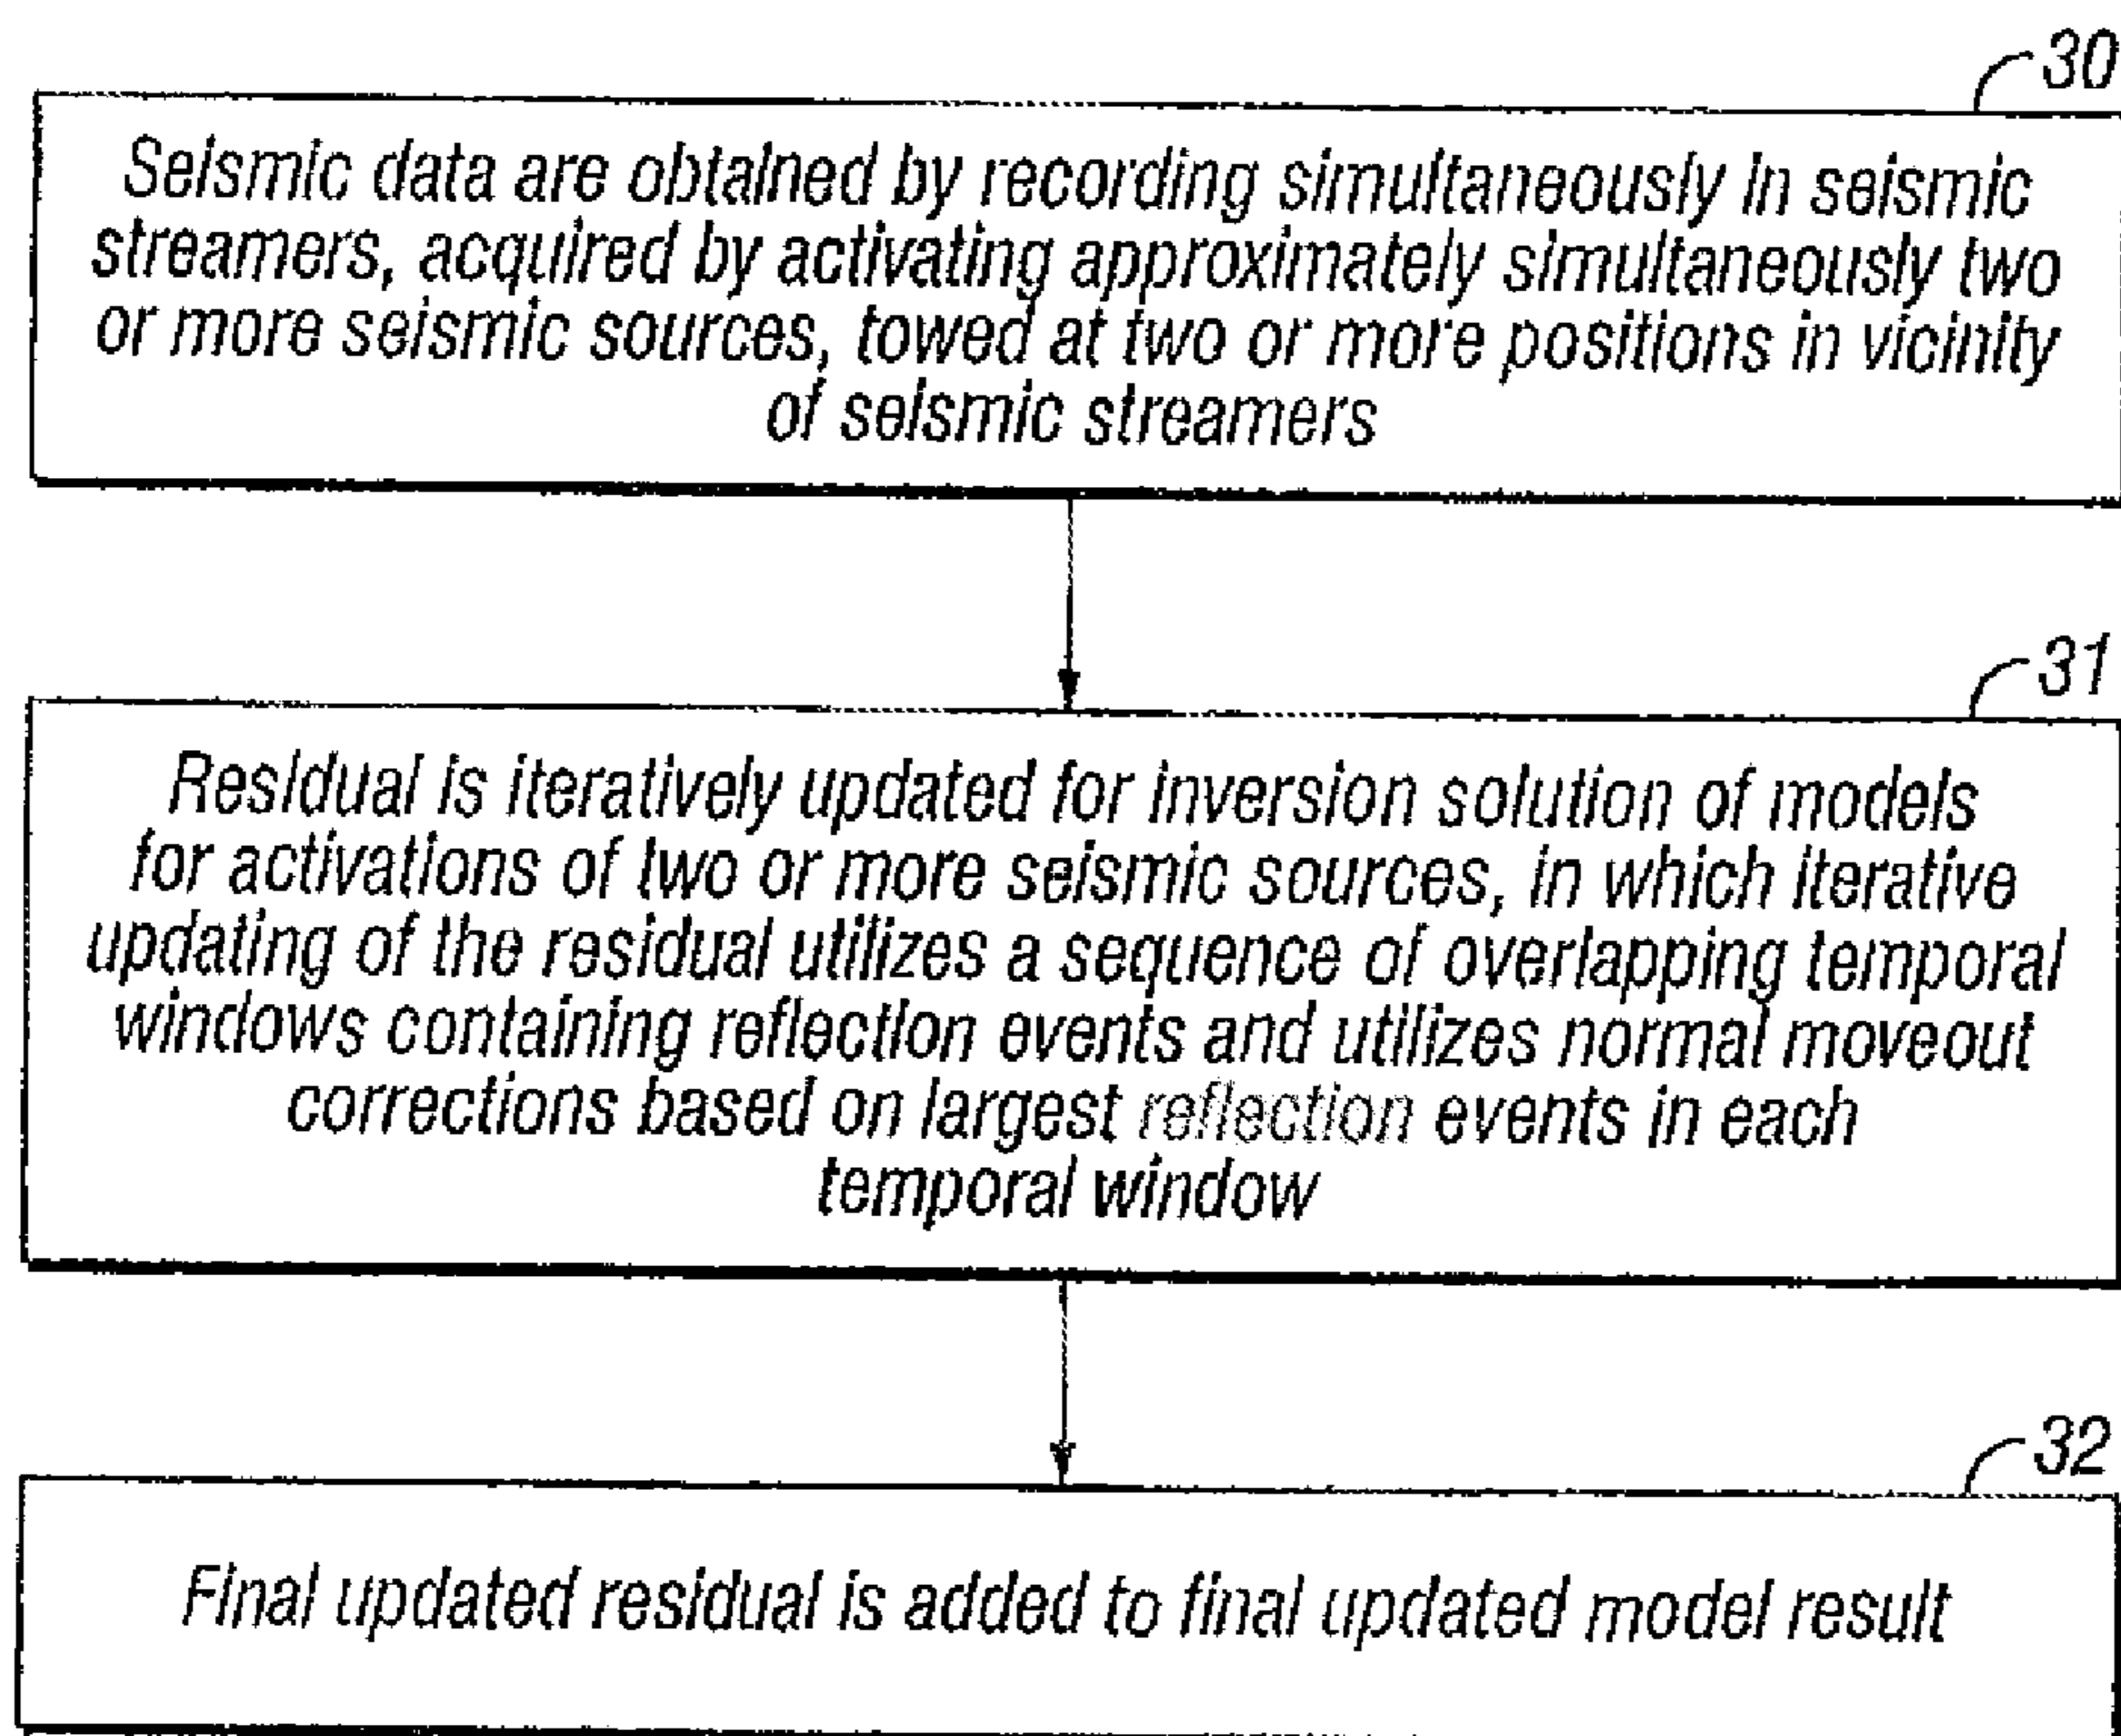 30
Seismic data are obtained by recording simultaneously in seismic
streamers, acquired by activating approximately simultaneously two
or more seismic sources, towed at two or more positions in vicinity
of seismic streamers
31
Residual is iteratively updated for inversion solution of models
for activations of two or more seismic sources, in which iterative
updating of the residual utilizes a sequence of overlapping temporal
windows containing reflection events and utilizes normal moveout
corrections based on largest reflection events in each
temporal window
32
Final updated residual is added to final updated model result